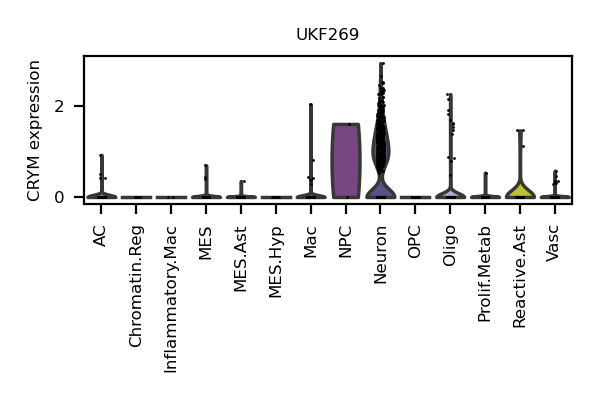 UKF269
CRYM expression
2
0
AC
Chromatin.Reg
Inflammatory.Mac
MES
MES.Ast
MES.Hyp
Mac
NPC
Neuron
OPC
Oligo
Prolif.Metab
Reactive.Ast
Vasc